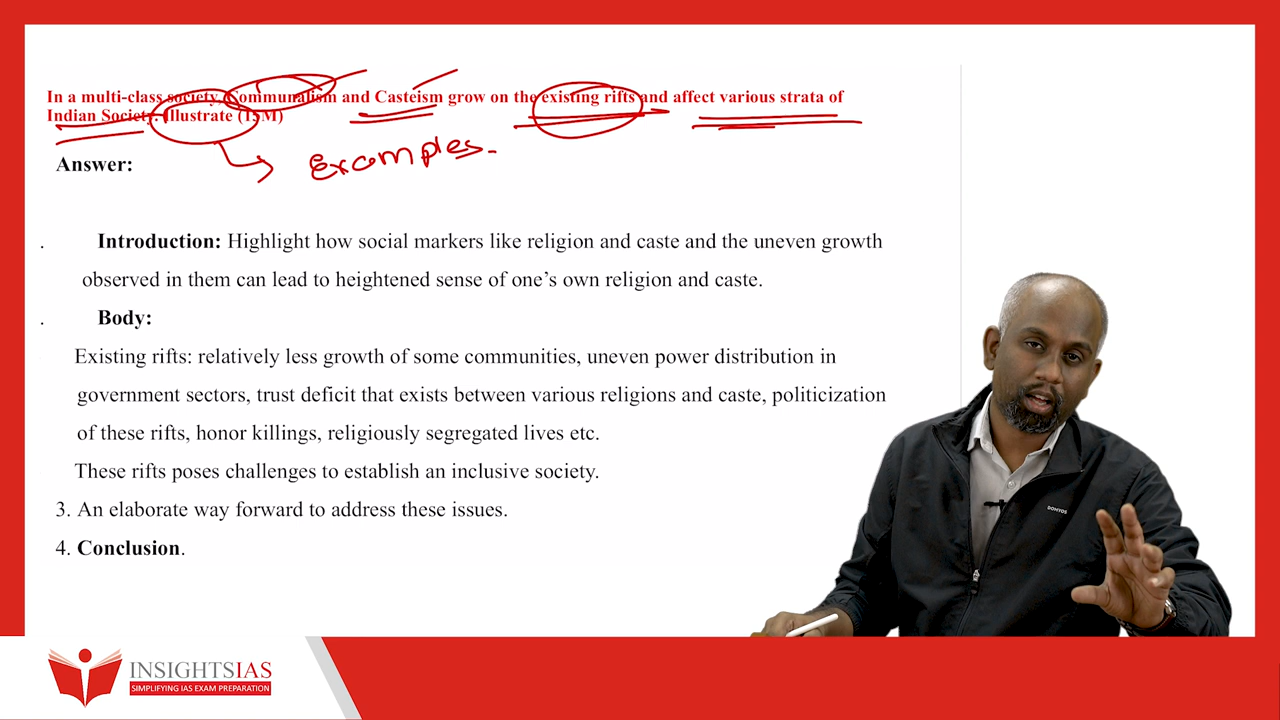 In a multi-class society, Communalism and Casteism grow on the existing rifts and affect various strata of
Indian Society. Illustrate (15M)
Examples.
Answer:
. Introduction: Highlight how social markers like religion and caste and the uneven growth
observed in them can lead to heightened sense of one’s own religion and caste.
. Body:
Existing rifts: relatively less growth of some communities, uneven power distribution in
government sectors, trust deficit that exists between various religions and caste, politicization
of these rifts, honor killings, religiously segregated lives etc.
These rifts poses challenges to establish an inclusive society.
3. An elaborate way forward to address these issues.
4. Conclusion.
DOMYOS
INSIGHTSIAS
SIMPLIFYING IAS EXAM PREPARATION